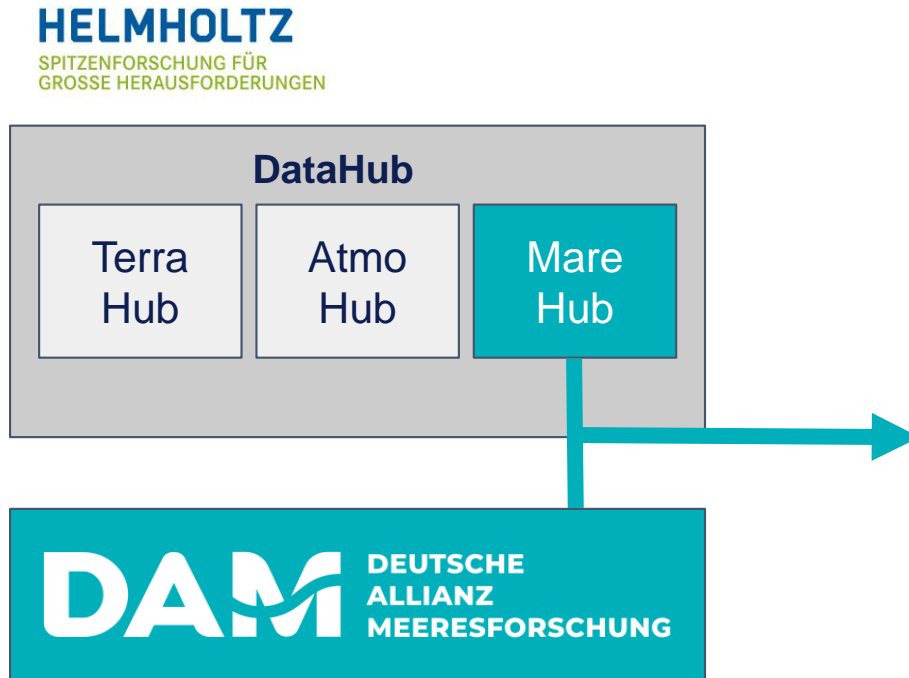 HELMHOLTZ
SPITZENFORSCHUNG FÜR
GROSSE HERAUSFORDERUNGEN
DataHub
Terra
Hub
Atmo
Hub
Mare
Hub
DAM
DEUTSCHE
ALLIANZ
MEERESFORSCHUNG